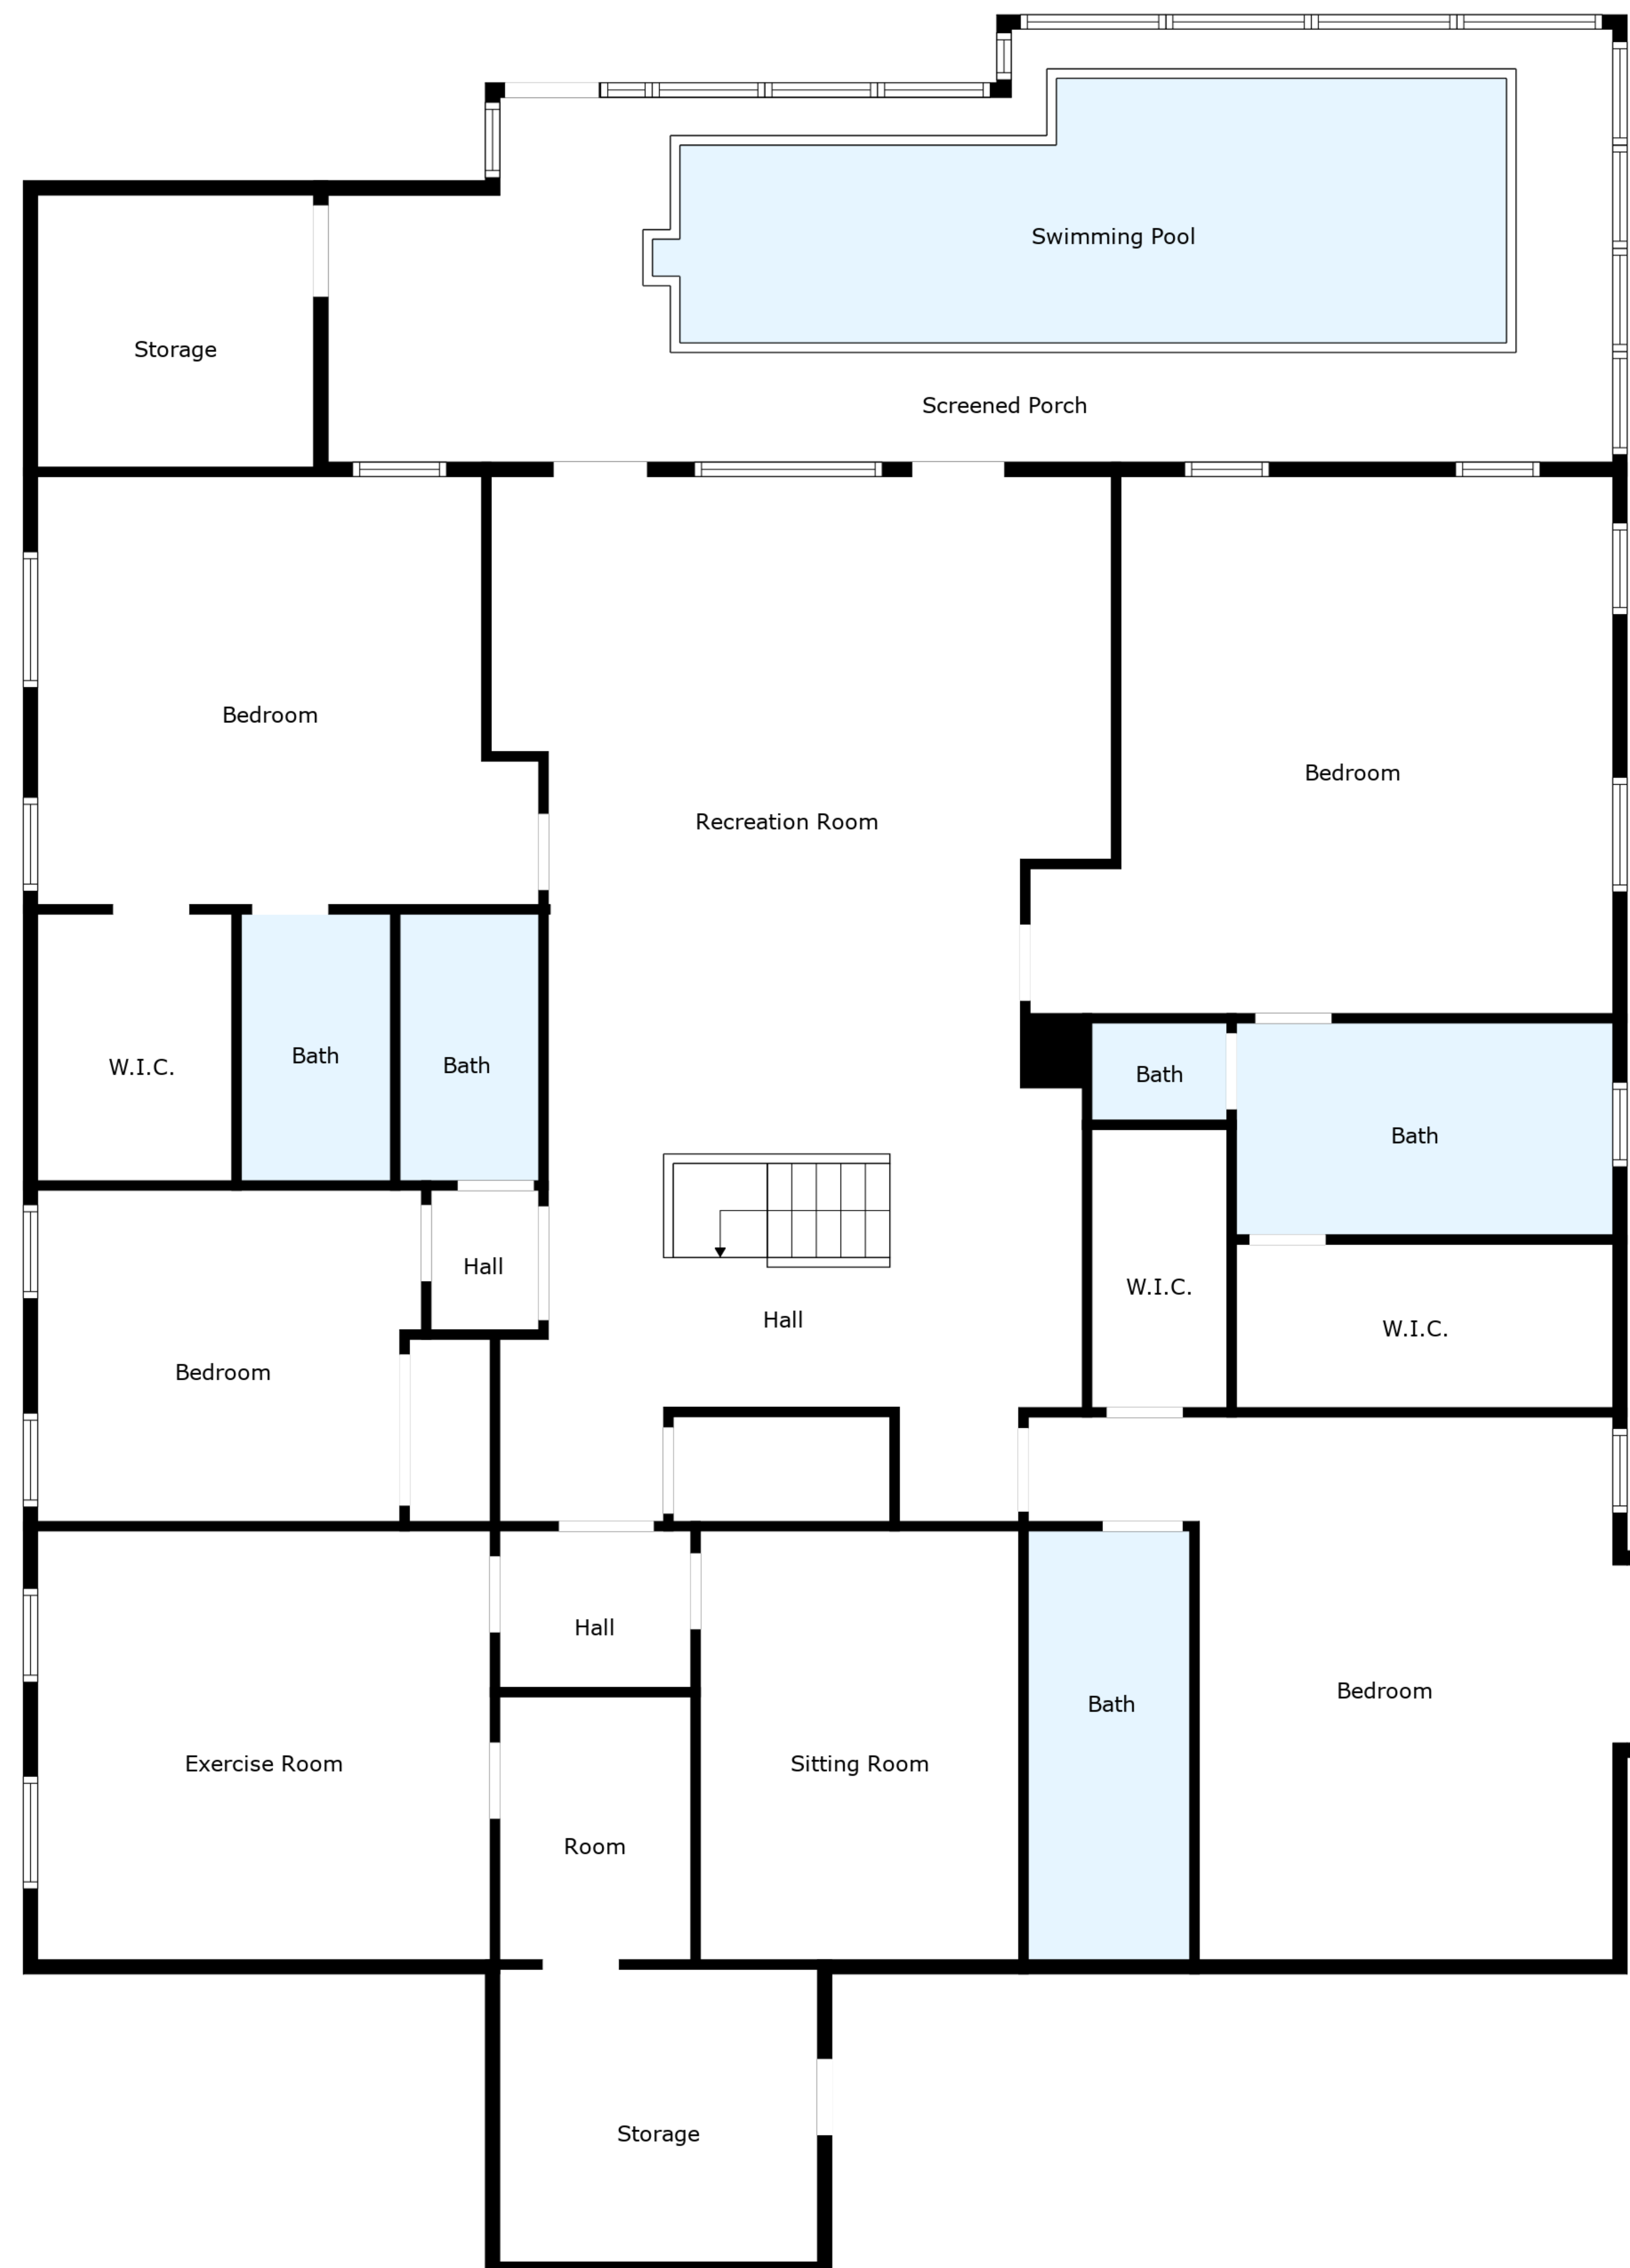 Swimming Pool
Storage
Screened Porch
Bedroom
Bedroom
Recreation Room
Bath
Bath
W.I.C.
Bath
Bath
Hall
W.I.C.
Hall
W.I.C.
Bedroom
Hall
Bedroom
Bath
Exercise Room
Sitting Room
Room
Storage